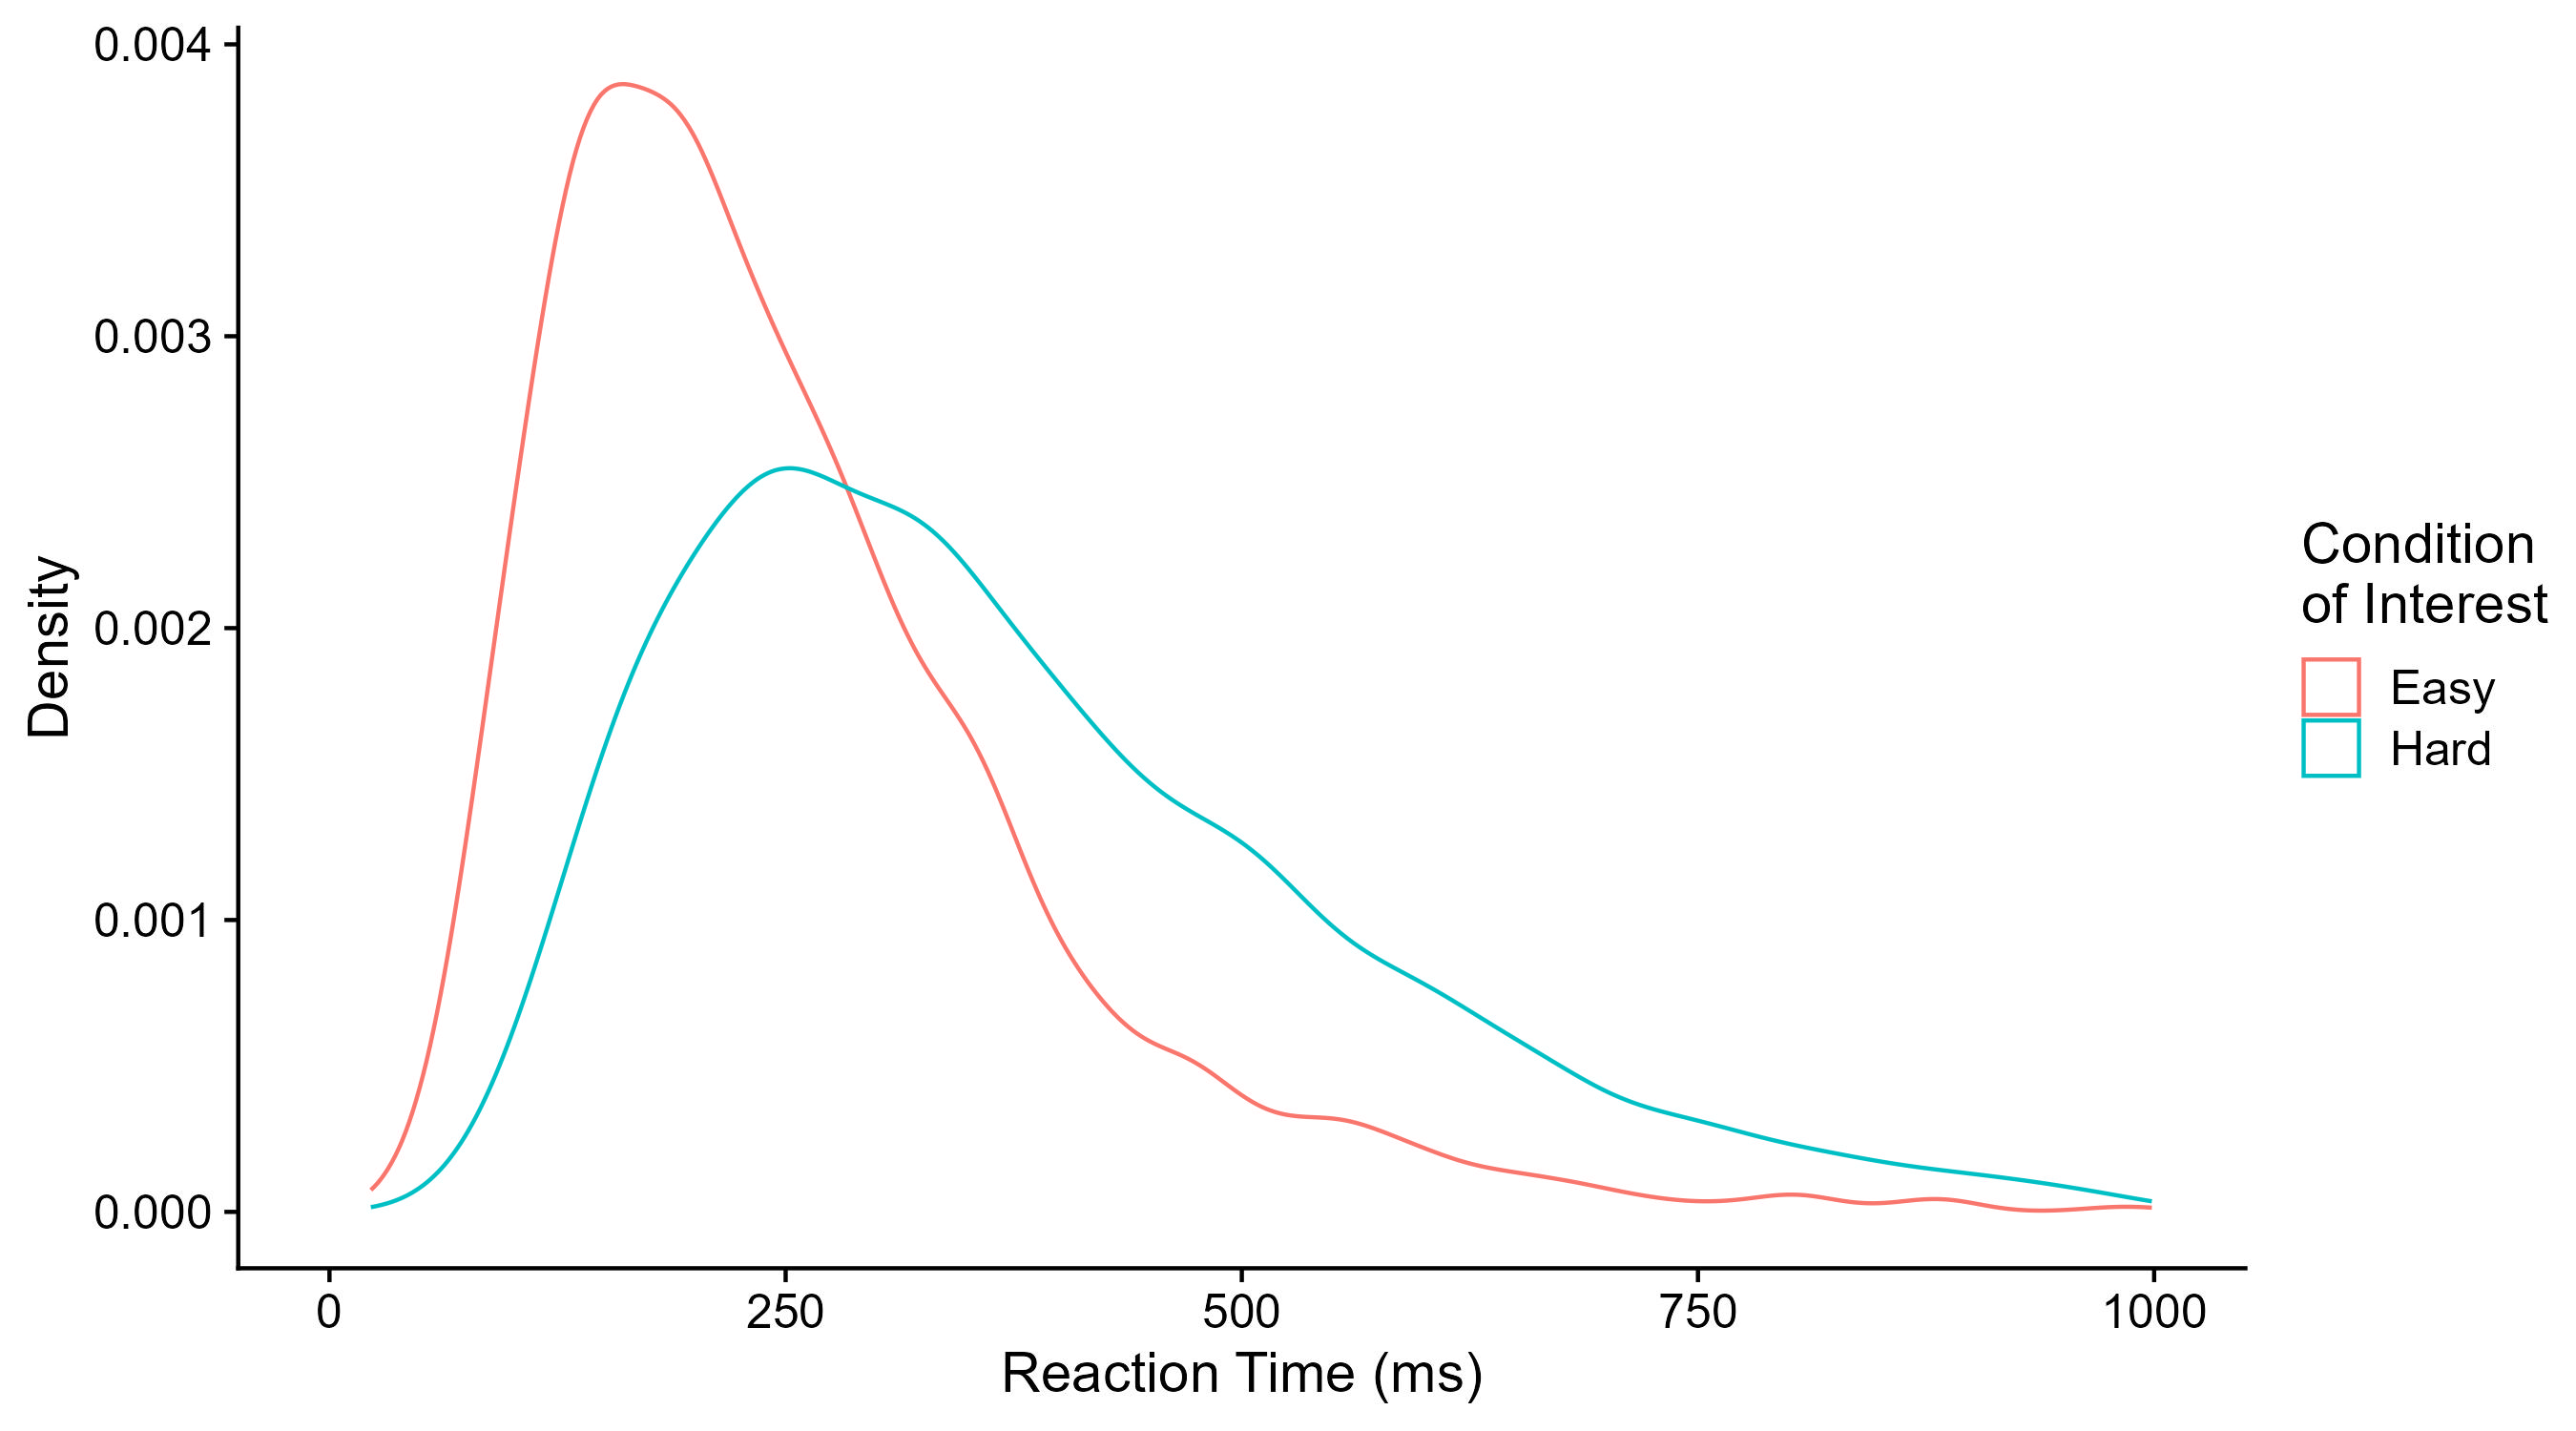 0.004
0.003
0.002
0.001
0.000
Density
0
250
500
750
1000
Reaction Time (ms)
Condition
of Interest
Easy
Hard